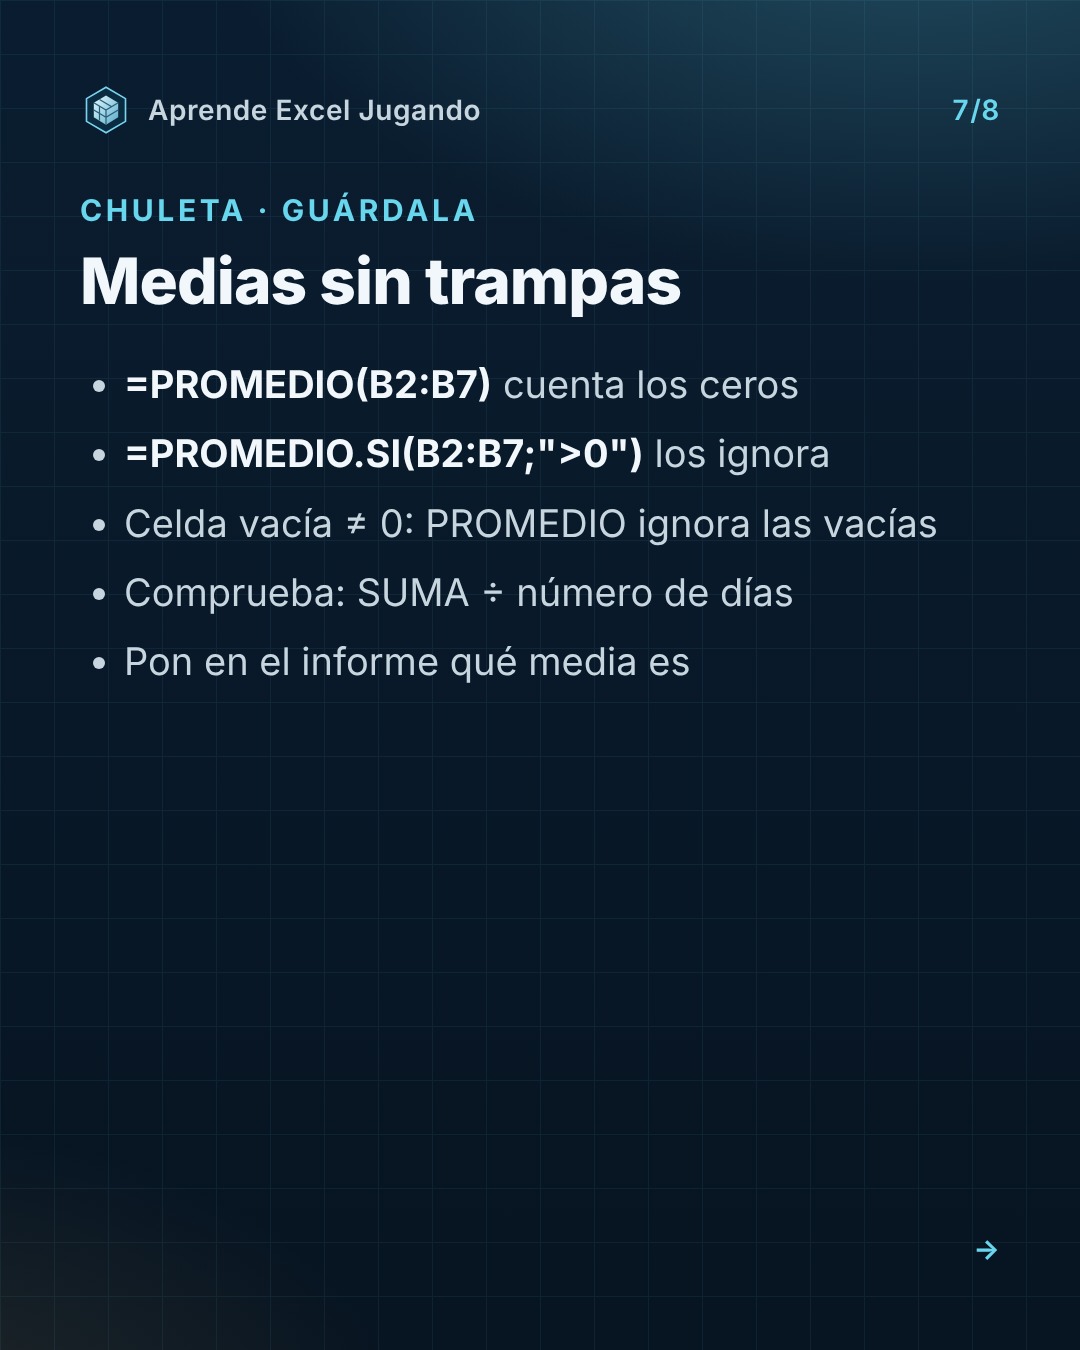 Aprende Excel Jugando
7/8
CHULETA · GUÁRDALA
Medias sin trampas
• =PROMEDIO(B2:B7) cuenta los ceros
• =PROMEDIO.SI(B2:B7;">0") los ignora
• Celda vacía ≠ 0: PROMEDIO ignora las vacías
• Comprueba: SUMA ÷ número de días
• Pon en el informe qué media es
→